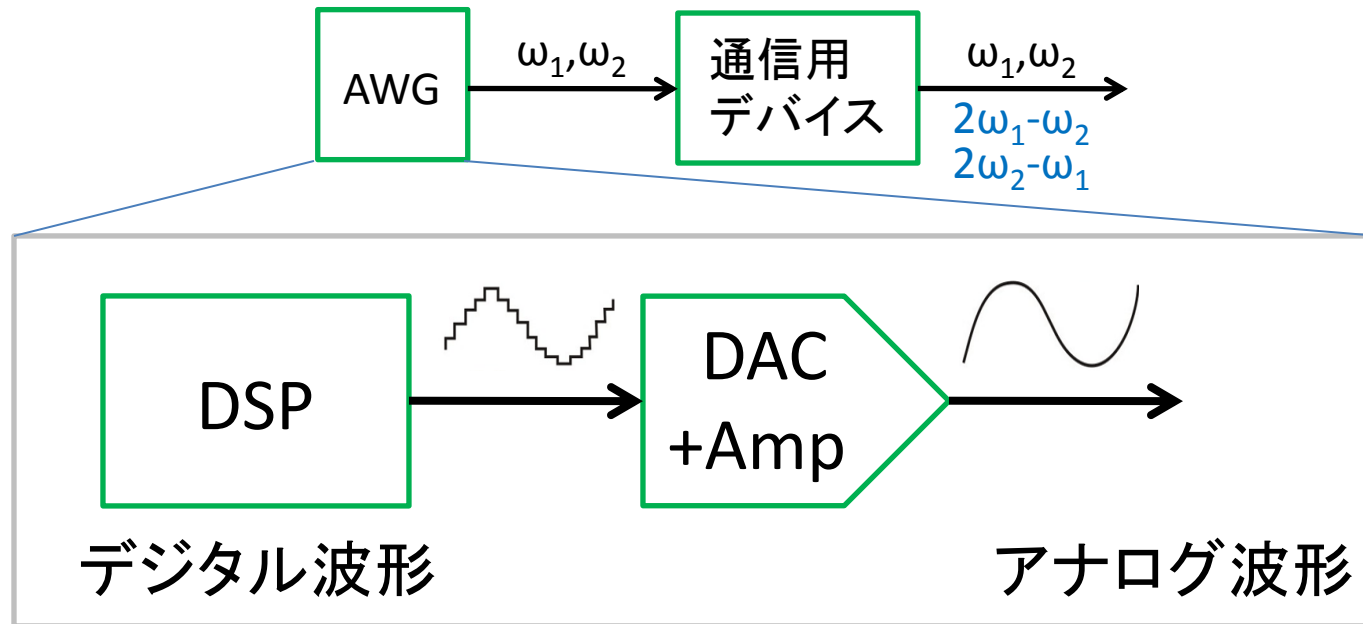 AWG
ω₁,ω₂
通信用
デバイス
ω₁,ω₂
2ω₁-ω₂
2ω₂-ω₁
DSP
DAC
+Amp
デジタル波形
アナログ波形